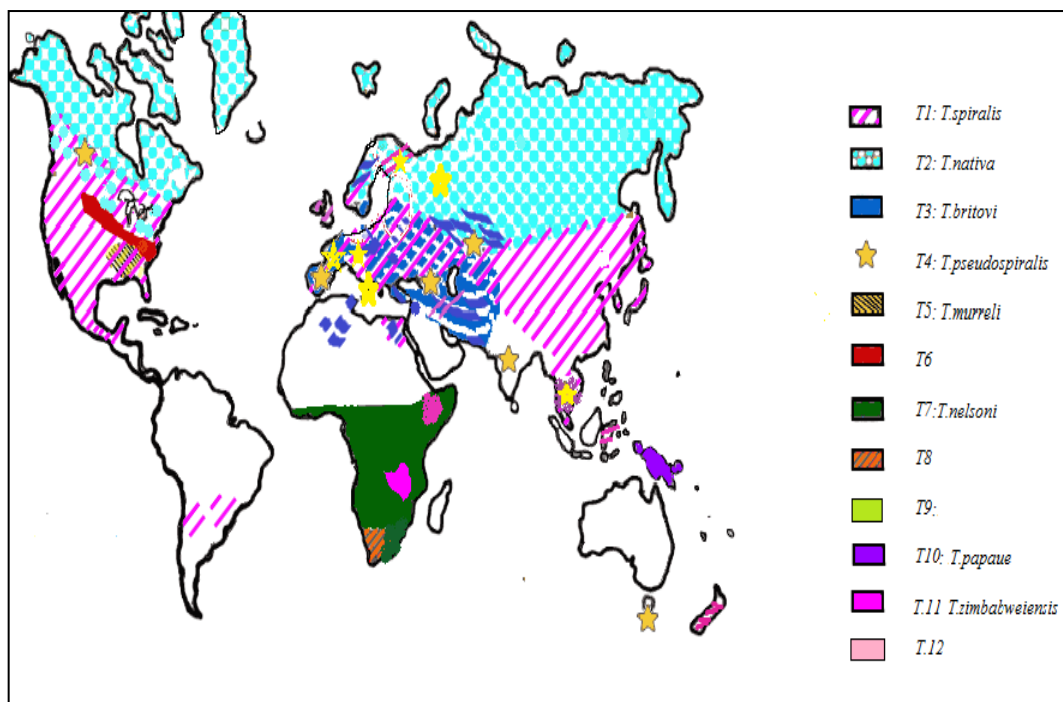 T1: T.spiralis
T2: T.nativa
T3: T.britovi
T4: T.pseudospiralis
T5: T.murreli
T6
T7:T.nelsoni
T8
T9:
T10: T.papaue
T.11 T.zimbabweiensis
T.12